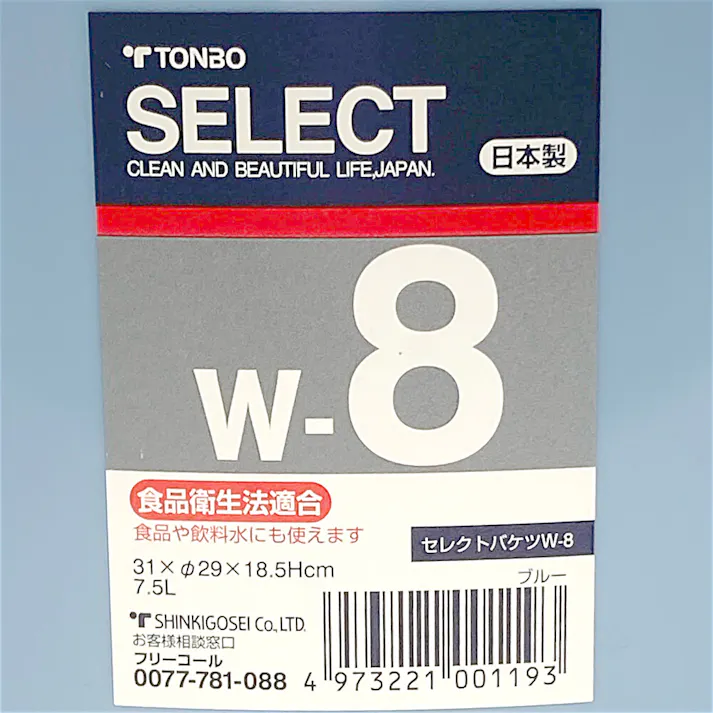 TONBO
SELECT
CLEAN AND BEAUTIFUL LIFE,JAPAN.
日本製
W-8
食品衛生法適合
食品や飲料水にも使えます
セレクトバケツW-8
31×φ29×18.5Hcm
7.5L
ブルー
SHINKIGOSEI CO.,LTD.
お客様相談窓口
フリーコール
0077-781-088
4 973221 001193